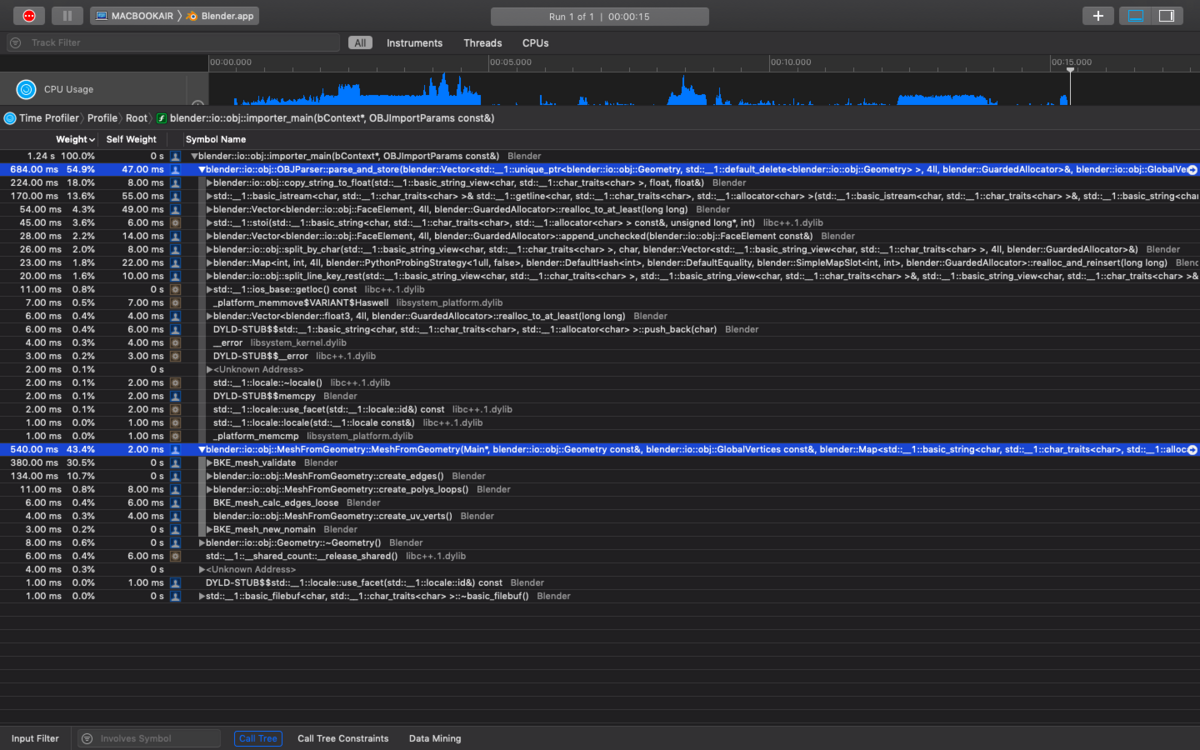 MACBOOKAIR 〉 Blender.app
Run 1 of 1 | 00:00:15
Track Filter
All Instruments Threads CPUs
00:00.000 00:05.000 00:10.000 00:15.000
CPU Usage
Time Profiler 〉 Profile 〉 Root 〉 blender::io::obj::importer_main(bContext*, OBJImportParams const&)
Weight Self Weight Symbol Name
1.24 s 100.0% 0 s blender::io::obj::importer_main(bContext*, OBJImportParams const&) Blender
684.00 ms 54.9% 47.00 ms blender::io::obj::OBJParser::parse_and_store(blender::Vector<std::__1::unique_ptr<blender::io::obj::Geometry, std::__1::default_delete<blender::io::obj::Geometry> >, 4ll, blender::GuardedAllocator>&, blender::io::obj::GlobalVe
224.00 ms 18.0% 8.00 ms blender::io::obj::copy_string_to_float(std::__1::basic_string_view<char, std::__1::char_traits<char> >, float, float&) Blender
170.00 ms 13.6% 55.00 ms std::__1::basic_istream<char, std::__1::char_traits<char> >& std::__1::getline<char, std::__1::char_traits<char>, std::__1::allocator<char> >(std::__1::basic_istream<char, std::__1::char_traits<char> >&, std::__1::basic_string<char
54.00 ms 4.3% 49.00 ms blender::Vector<blender::io::obj::FaceElement, 4ll, blender::GuardedAllocator>::realloc_to_at_least(long long) Blender
45.00 ms 3.6% 6.00 ms std::__1::stoi(std::__1::basic_string<char, std::__1::char_traits<char>, std::__1::allocator<char> > const&, unsigned long*, int) libc++.1.dylib
28.00 ms 2.2% 14.00 ms blender::Vector<blender::io::obj::FaceElement, 4ll, blender::GuardedAllocator>::append_unchecked(blender::io::obj::FaceElement const&) Blender
26.00 ms 2.0% 8.00 ms blender::io::obj::split_by_char(std::__1::basic_string_view<char, std::__1::char_traits<char> >, char, blender::Vector<std::__1::basic_string_view<char, std::__1::char_traits<char> >, 4ll, blender::GuardedAllocator>&) Blender
23.00 ms 1.8% 22.00 ms blender::Map<int, int, 4ll, blender::PythonProbingStrategy<1ull, false>, blender::DefaultHash<int>, blender::DefaultEquality, blender::SimpleMapSlot<int, int>, blender::GuardedAllocator>::realloc_and_reinsert(long long) Blenc
20.00 ms 1.6% 10.00 ms blender::io::obj::split_line_key_rest(std::__1::basic_string_view<char, std::__1::char_traits<char> >, std::__1::basic_string_view<char, std::__1::char_traits<char> >&, std::__1::basic_string_view<char, std::__1::char_traits<char> >&
11.00 ms 0.8% 0 s std::__1::ios_base::getloc() const libc++.1.dylib
7.00 ms 0.5% 7.00 ms _platform_memmove$VARIANT$Haswell libsystem_platform.dylib
6.00 ms 0.4% 4.00 ms blender::Vector<blender::float3, 4ll, blender::GuardedAllocator>::realloc_to_at_least(long long) Blender
6.00 ms 0.4% 6.00 ms DYLD-STUB$$std::__1::basic_string<char, std::__1::char_traits<char>, std::__1::allocator<char> >::push_back(char) Blender
4.00 ms 0.3% 4.00 ms __error libsystem_kernel.dylib
3.00 ms 0.2% 3.00 ms DYLD-STUB$$__error libc++.1.dylib
2.00 ms 0.1% 0 s <Unknown Address>
2.00 ms 0.1% 2.00 ms std::__1::locale::~locale() libc++.1.dylib
2.00 ms 0.1% 2.00 ms DYLD-STUB$$memcpy Blender
2.00 ms 0.1% 2.00 ms std::__1::locale::use_facet(std::__1::locale::id&) const libc++.1.dylib
1.00 ms 0.0% 1.00 ms std::__1::locale::locale(std::__1::locale const&) libc++.1.dylib
1.00 ms 0.0% 1.00 ms _platform_memcmp libsystem_platform.dylib
540.00 ms 43.4% 2.00 ms blender::io::obj::MeshFromGeometry::MeshFromGeometry(Main*, blender::io::obj::Geometry const&, blender::io::obj::GlobalVertices const&, blender::Map<std::__1::basic_string<char, std::__1::char_traits<char>, std::__1::alloca
380.00 ms 30.5% 0 s BKE_mesh_validate Blender
134.00 ms 10.7% 0 s blender::io::obj::MeshFromGeometry::create_edges() Blender
11.00 ms 0.8% 8.00 ms blender::io::obj::MeshFromGeometry::create_polys_loops() Blender
6.00 ms 0.4% 6.00 ms BKE_mesh_calc_edges_loose Blender
4.00 ms 0.3% 4.00 ms blender::io::obj::MeshFromGeometry::create_uv_verts() Blender
3.00 ms 0.2% 0 s BKE_mesh_new_nomain Blender
8.00 ms 0.6% 0 s blender::io::obj::Geometry::~Geometry() Blender
6.00 ms 0.4% 6.00 ms std::__1::__shared_count::__release_shared() libc++.1.dylib
4.00 ms 0.3% 0 s <Unknown Address>
1.00 ms 0.0% 1.00 ms DYLD-STUB$$std::__1::locale::use_facet(std::__1::locale::id&) const Blender
1.00 ms 0.0% 0 s std::__1::basic_filebuf<char, std::__1::char_traits<char> >::~basic_filebuf() Blender
Input Filter Involves Symbol Call Tree Call Tree Constraints Data Mining